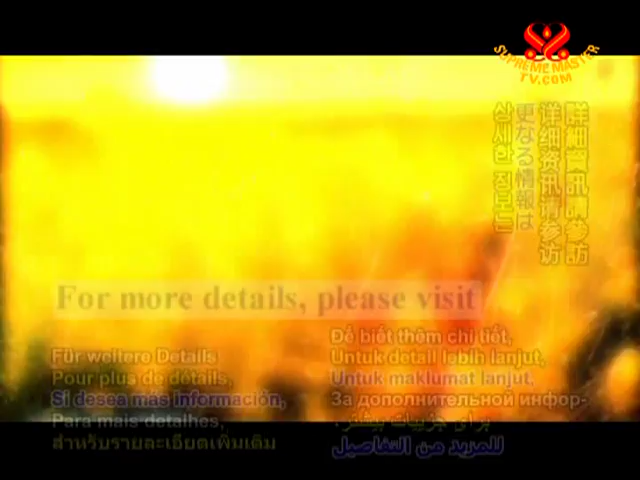 SUPREME MASTER
TV.COM
詳細資訊請參訪
详细资讯请参访
更なる情報は
상세한 정보는
For more details, please visit
Für weitere Details
Pour plus de détails,
Si desea más información,
Para mais detalhes,
สำหรับรายละเอียดเพิ่มเติม
Để biết thêm chi tiết,
Untuk detail lebih lanjut,
Untuk maklumat lanjut,
За дополнительной инфор-
برای جزییات بیشتر،
للمزيد من التفاصيل